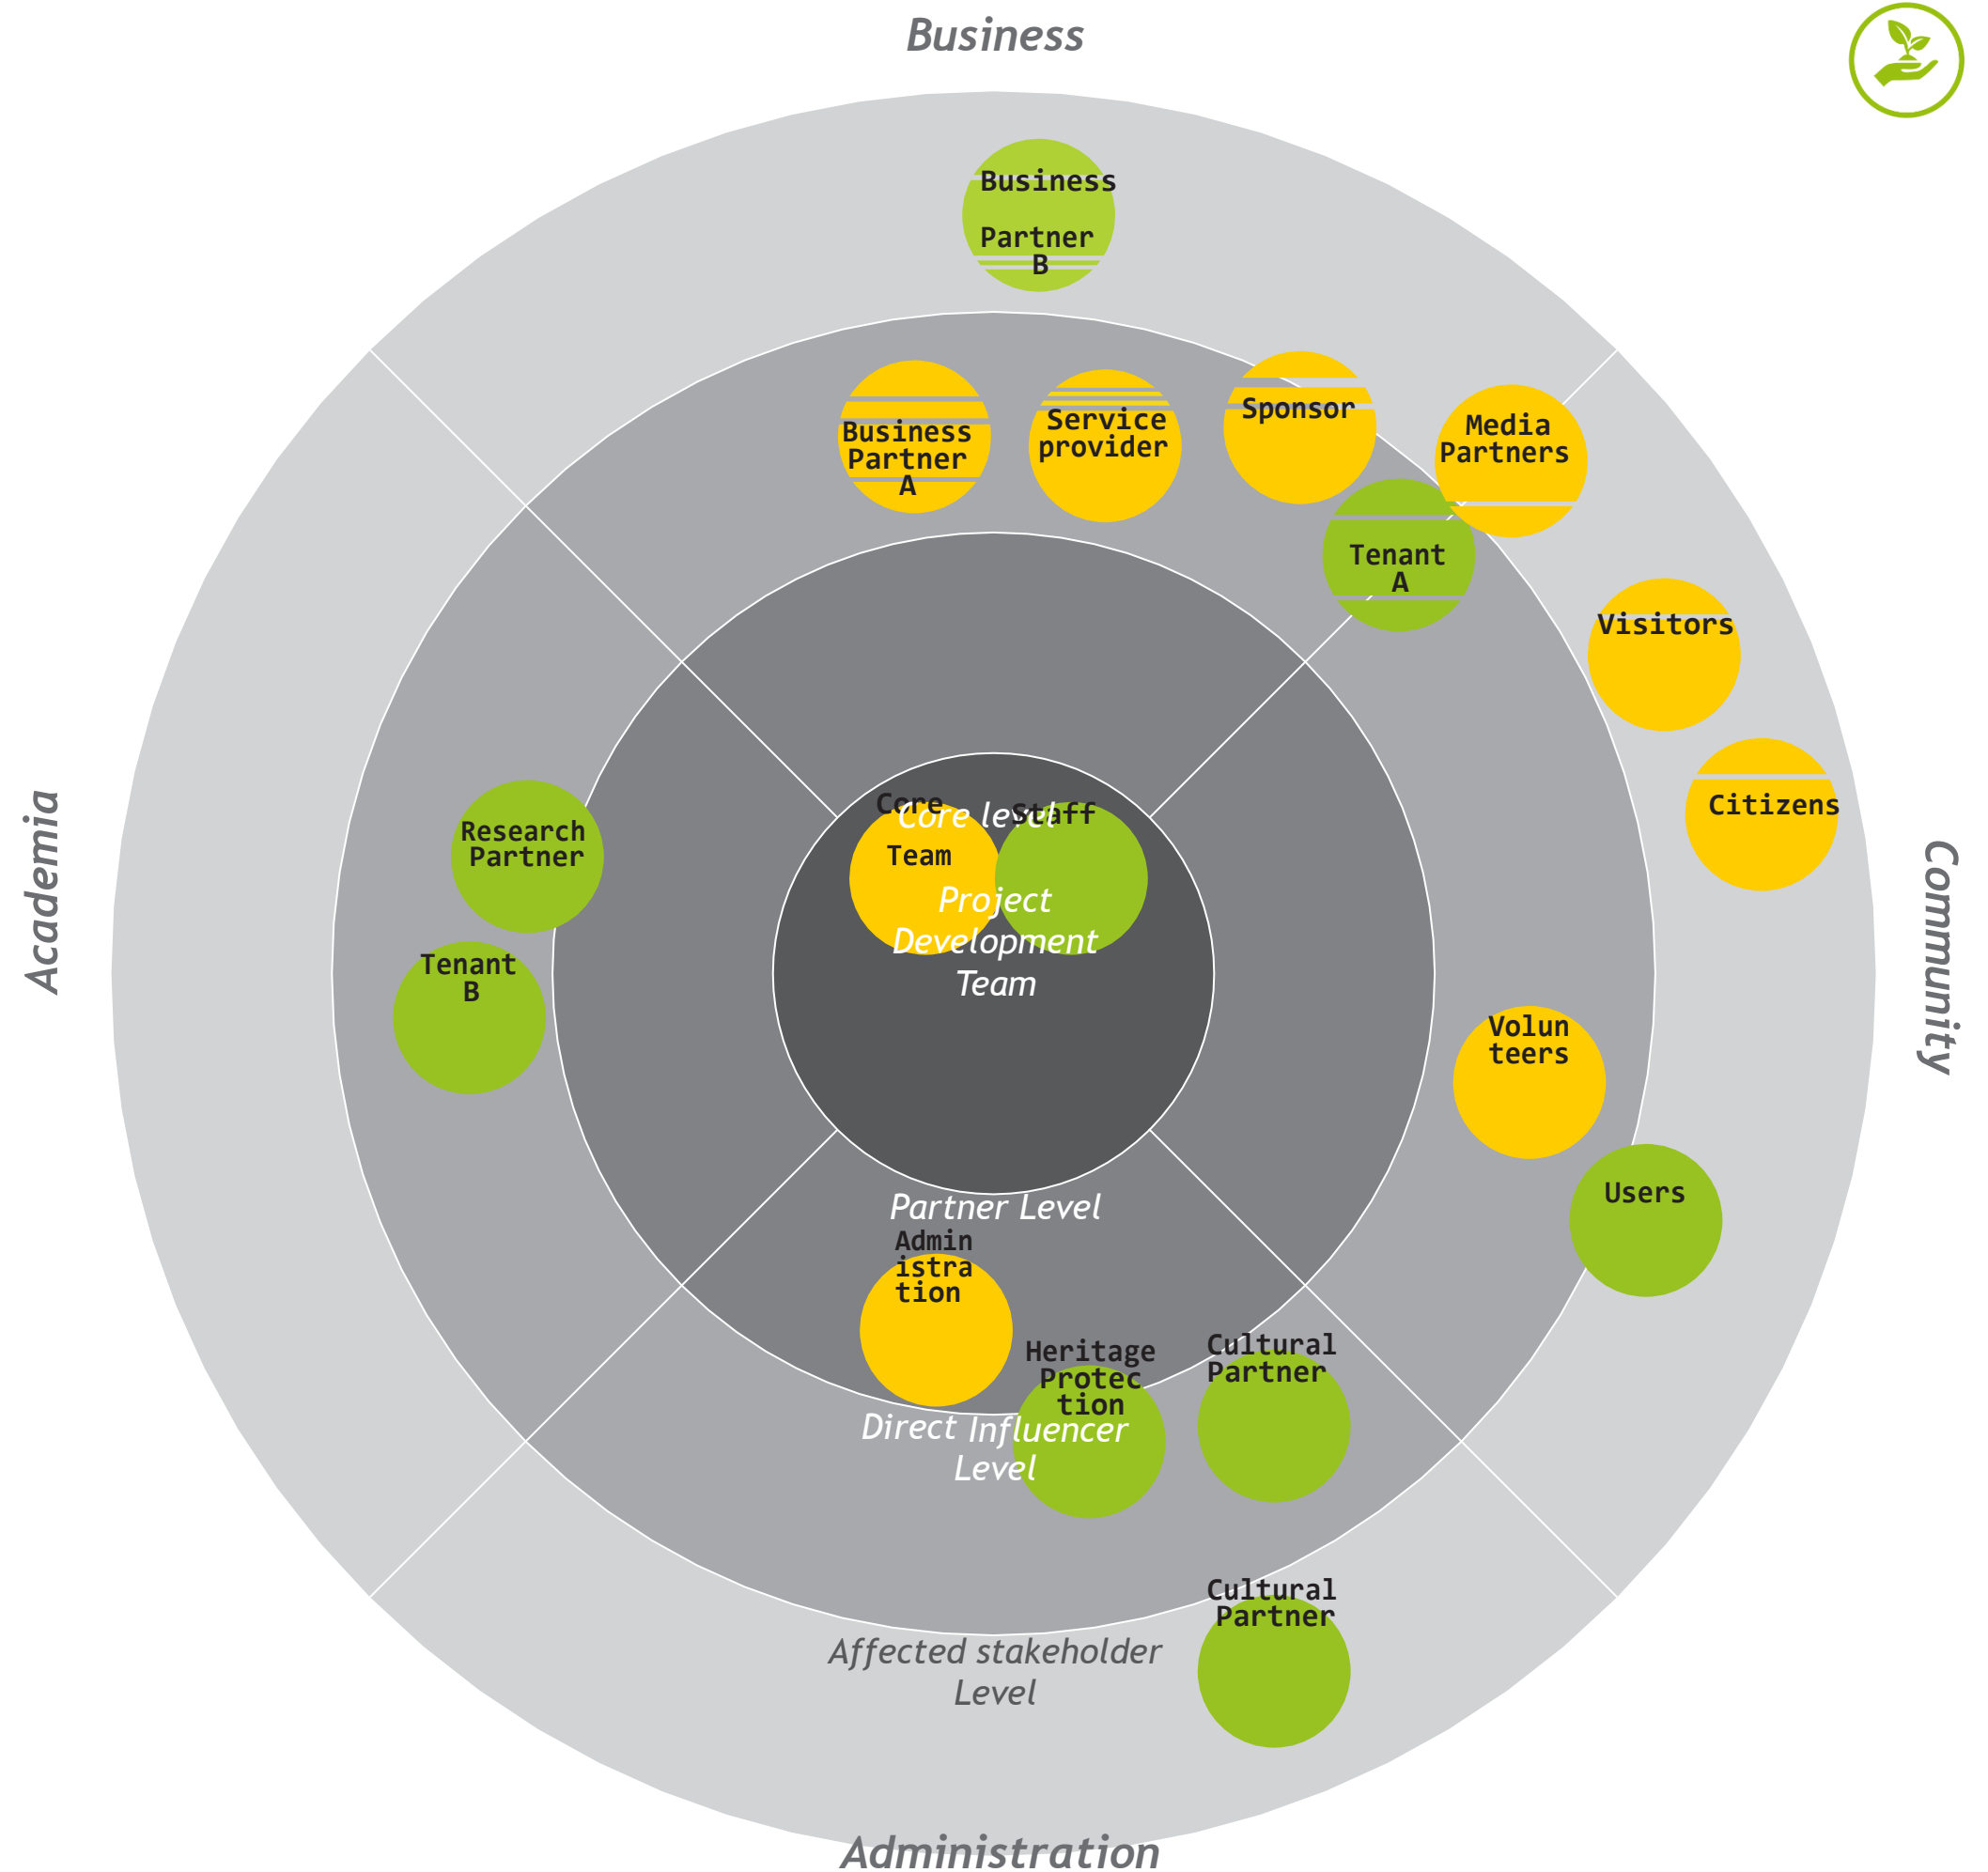 Business
Business
Partner
B
Business
Partner
A
Service
provider
Sponsor
Media
Partners
Tenant
A
Visitors
Citizens
Academia
Community
Research
Partner
Tenant
B
Core
Team
Staff
Core level
Project
Development
Team
Volun
teers
Users
Partner Level
Admin
istra
tion
Heritage
Protec
tion
Cultural
Partner
Direct Influencer
Level
Cultural
Partner
Affected stakeholder
Level
Administration